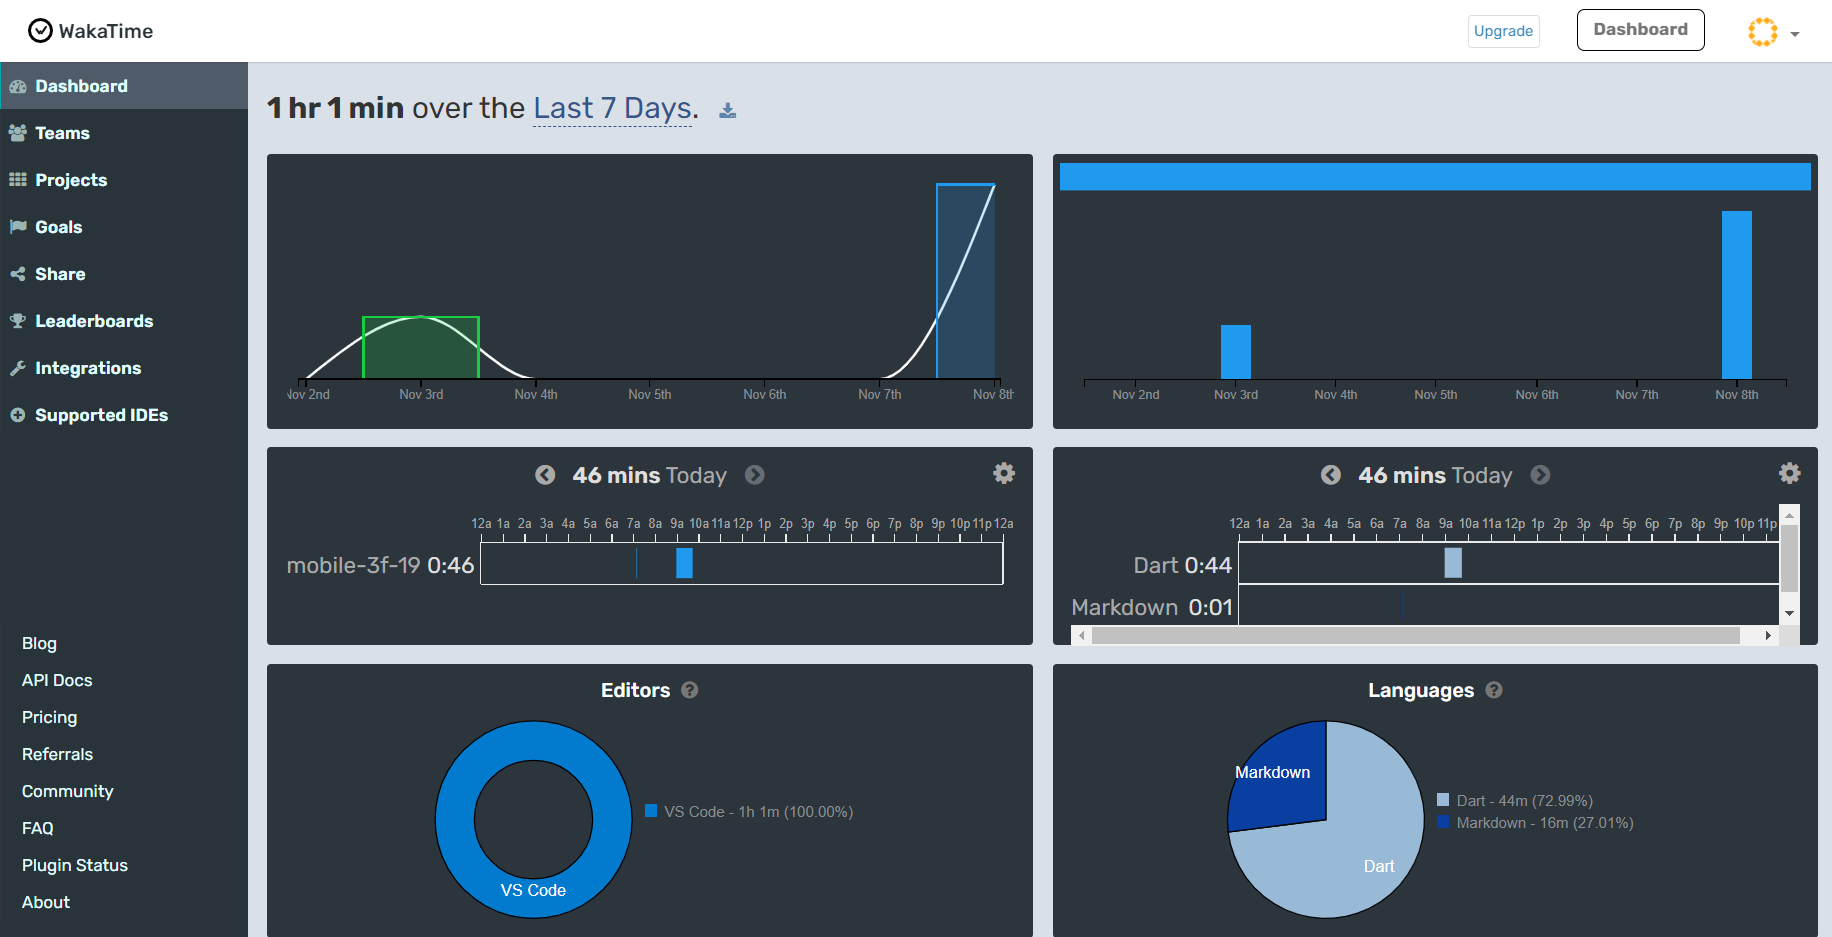 WakaTime
Upgrade
Dashboard
Dashboard
Teams
Projects
Goals
Share
Leaderboards
Integrations
Supported IDEs
Blog
API Docs
Pricing
Referrals
Community
FAQ
Plugin Status
About
1 hr 1 min over the Last 7 Days.
Nov 2nd Nov 3rd Nov 4th Nov 5th Nov 6th Nov 7th Nov 8th
Nov 2nd Nov 3rd Nov 4th Nov 5th Nov 6th Nov 7th Nov 8th
46 mins Today
12a 1a 2a 3a 4a 5a 6a 7a 8a 9a 10a 11a 12p 1p 2p 3p 4p 5p 6p 7p 8p 9p 10p 11p 12a
mobile-3f-19 0:46
46 mins Today
12a 1a 2a 3a 4a 5a 6a 7a 8a 9a 10a 11a 12p 1p 2p 3p 4p 5p 6p 7p 8p 9p 10p 11p
Dart 0:44
Markdown 0:01
Editors ?
VS Code - 1h 1m (100.00%)
VS Code
Languages ?
Markdown
Dart - 44m (72.99%)
Markdown - 16m (27.01%)
Dart